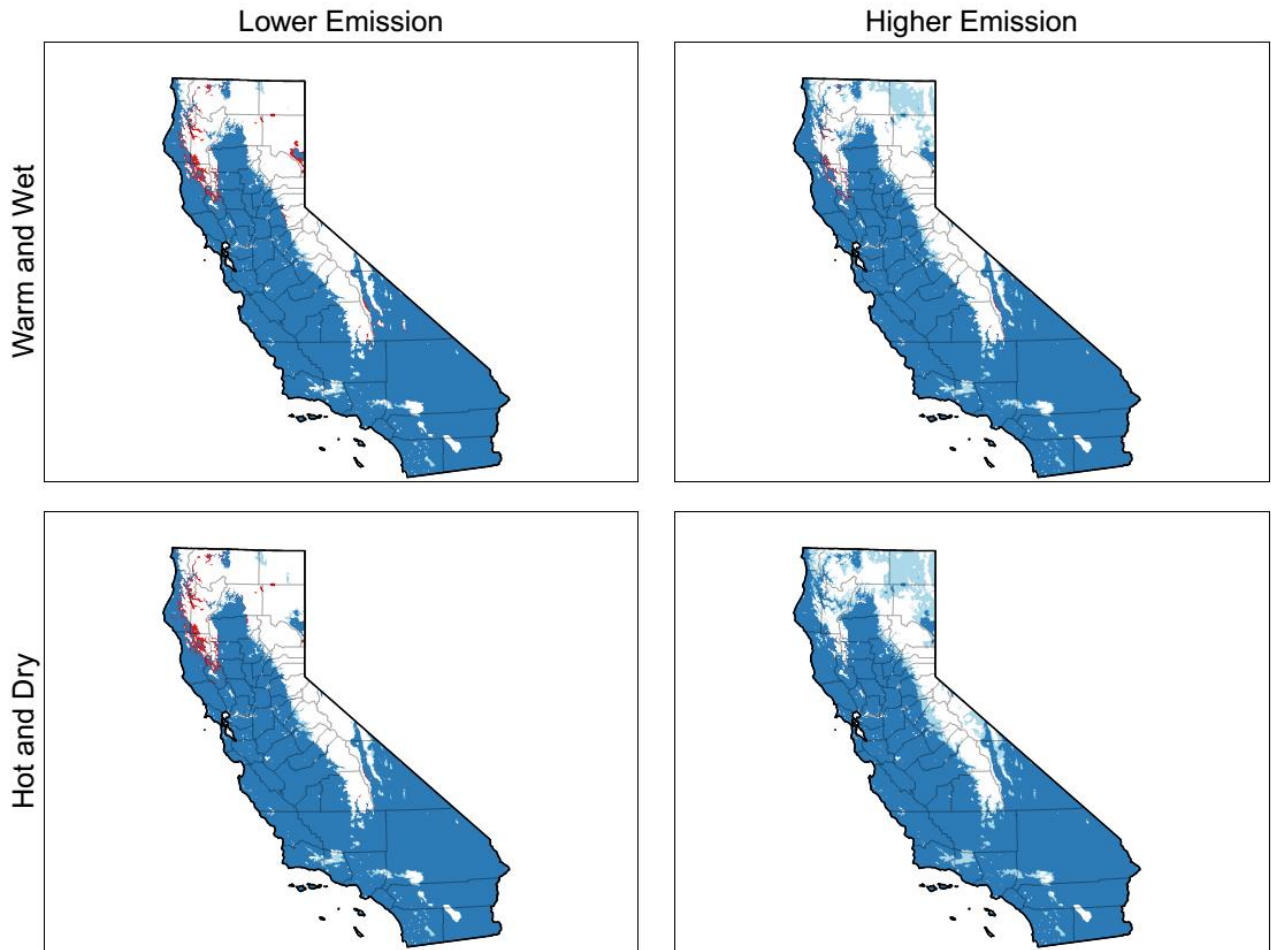 Lower Emission
Higher Emission
Warm and Wet
Hot and Dry